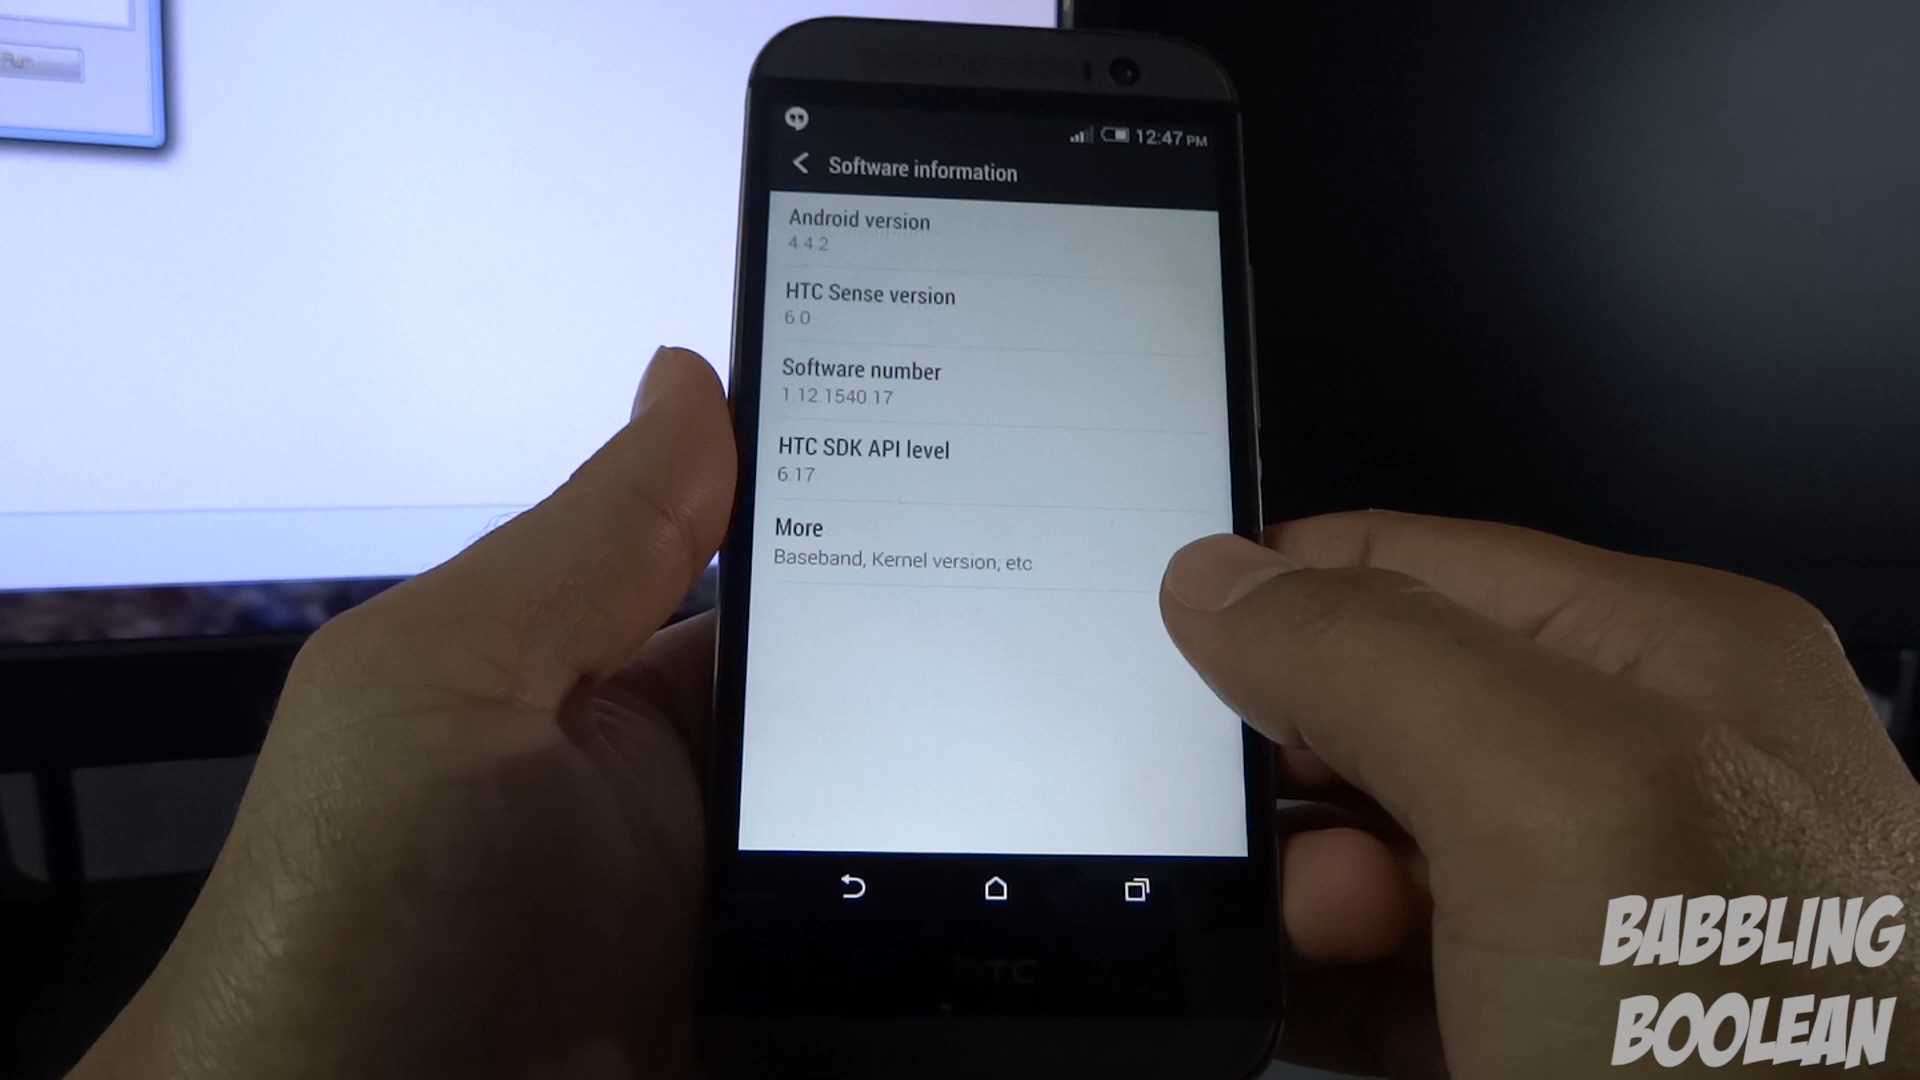 Run
12:47 PM
Software information
Android version
4.4.2
HTC Sense version
6.0
Software number
1.12.1540.17
HTC SDK API level
6.17
More
Baseband, Kernel version, etc
HTC
BABBLING
BOOLEAN